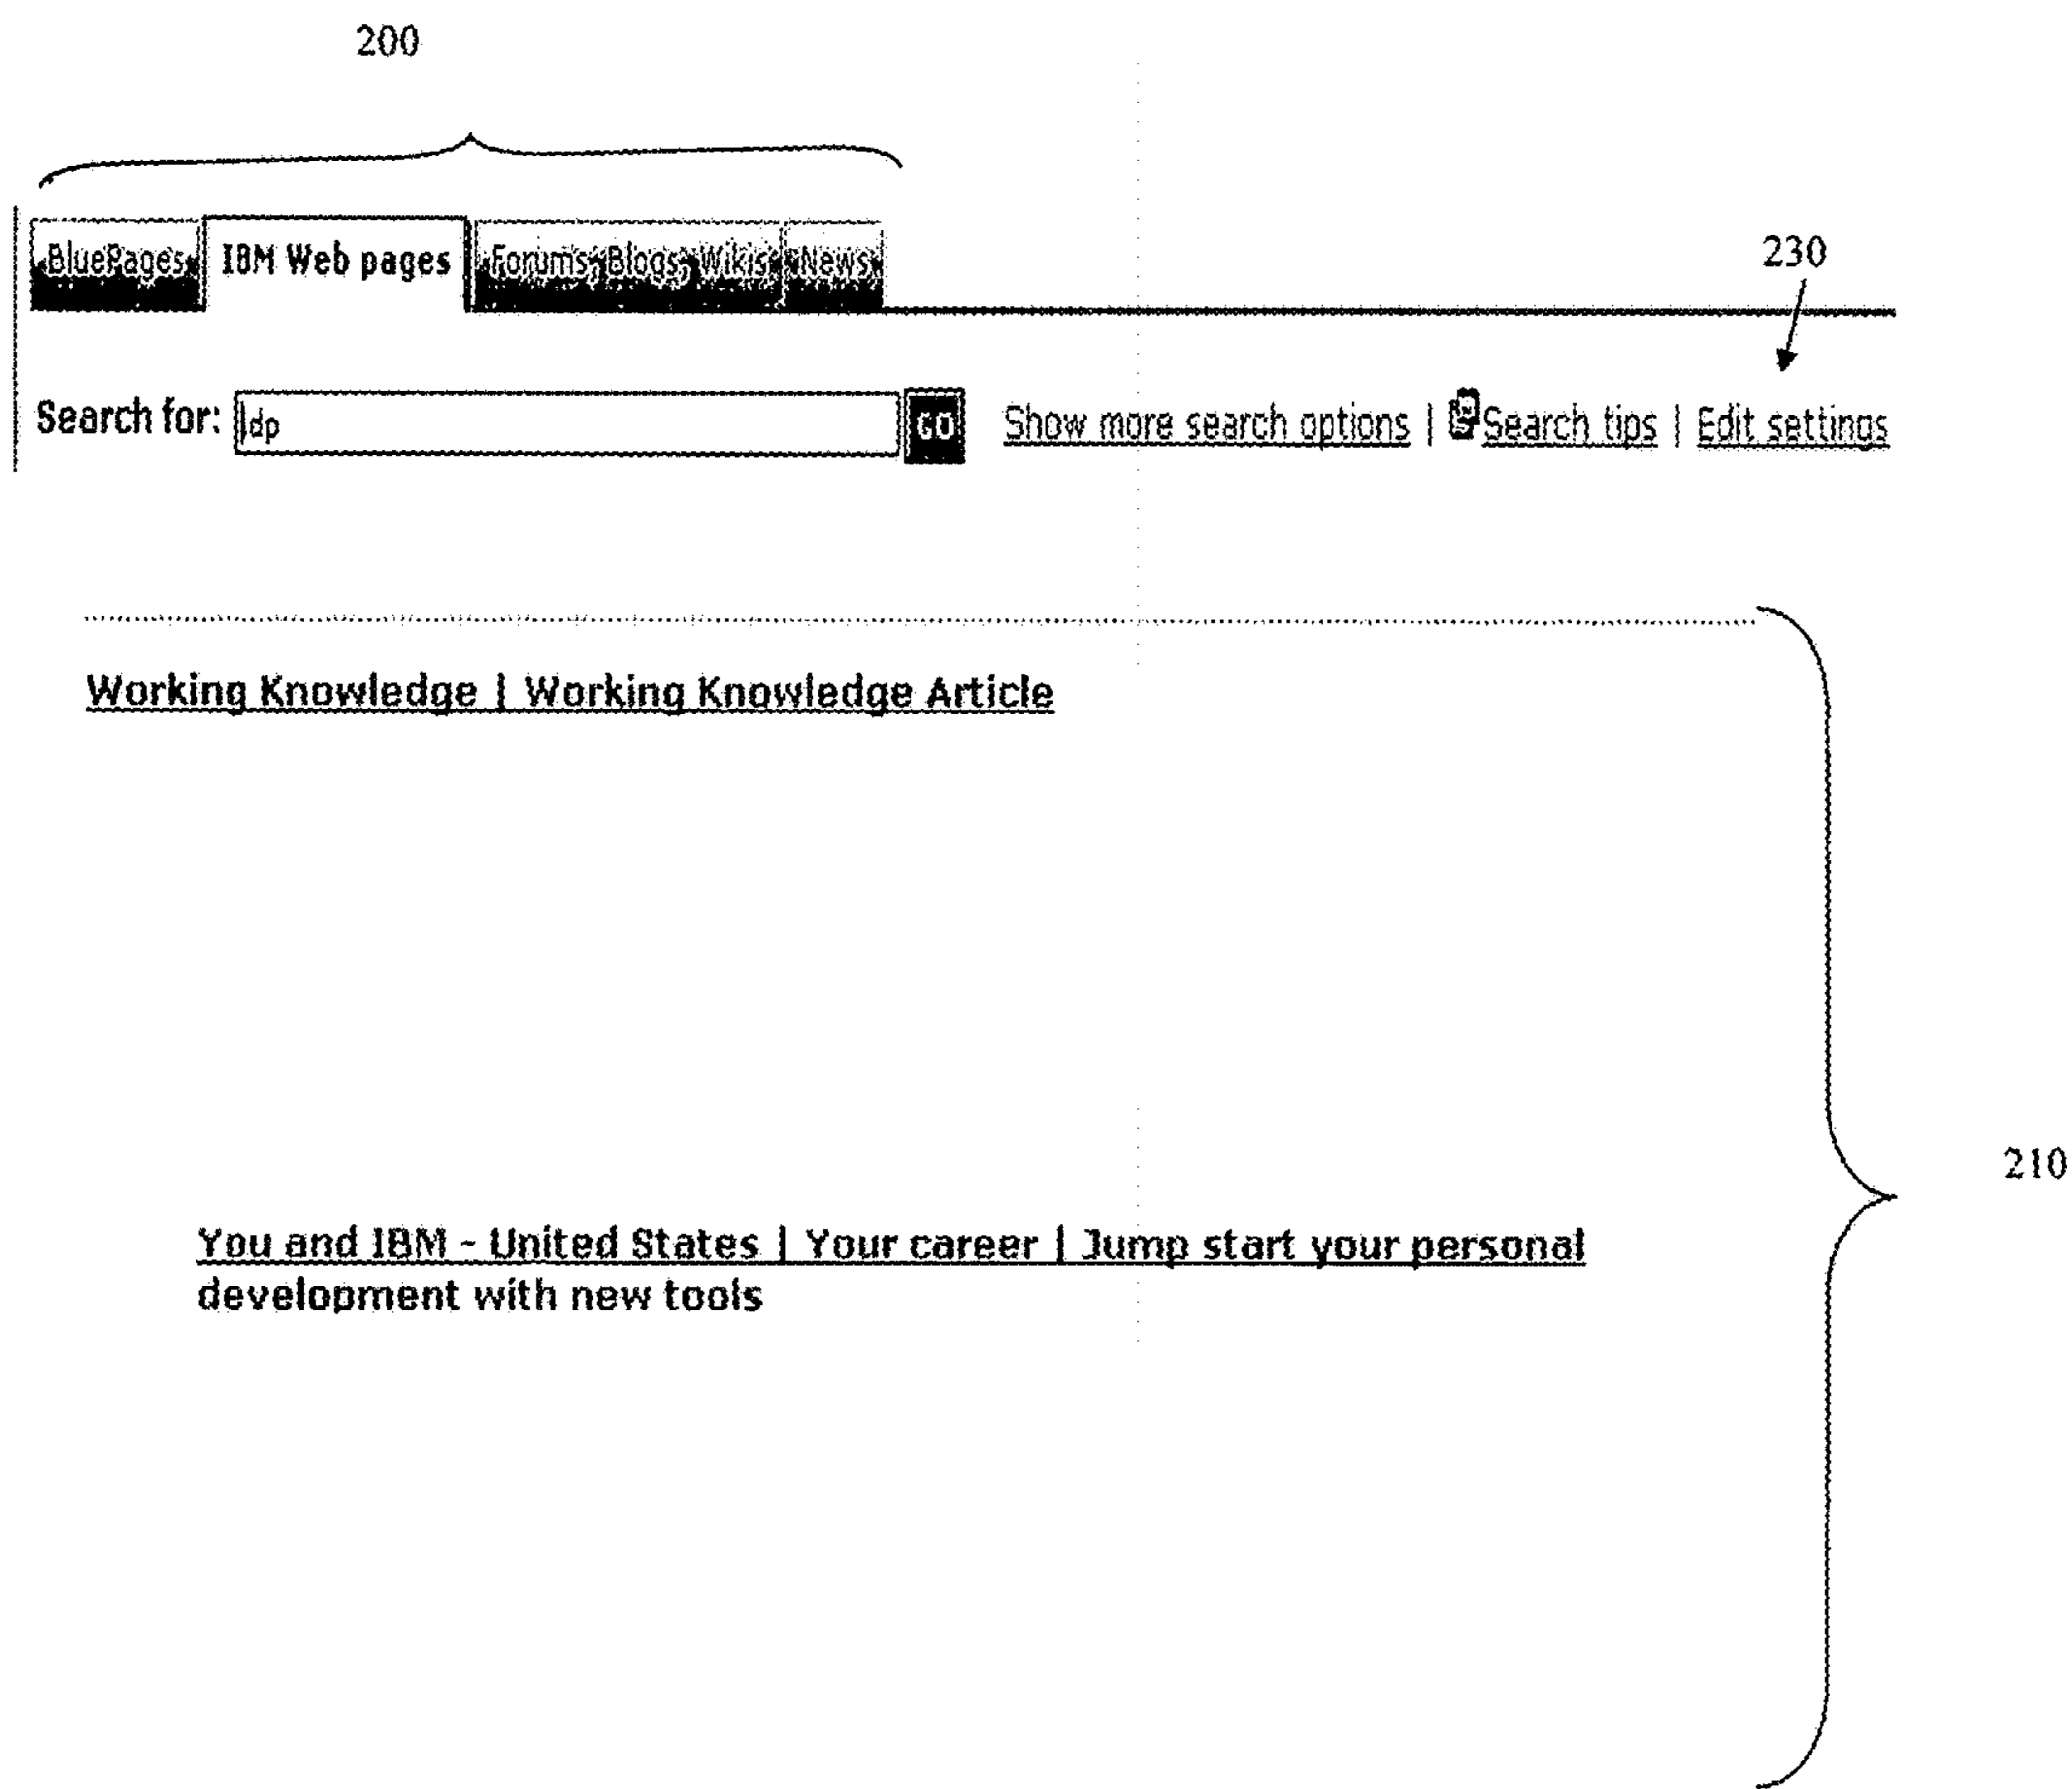 200
BluePages IBM Web pages Forums, Blogs, Wikis News
230
Search for: idp GO Show more search options | Search tips | Edit settings
Working Knowledge | Working Knowledge Article
210
You and IBM - United States | Your career | Jump start your personal
development with new tools